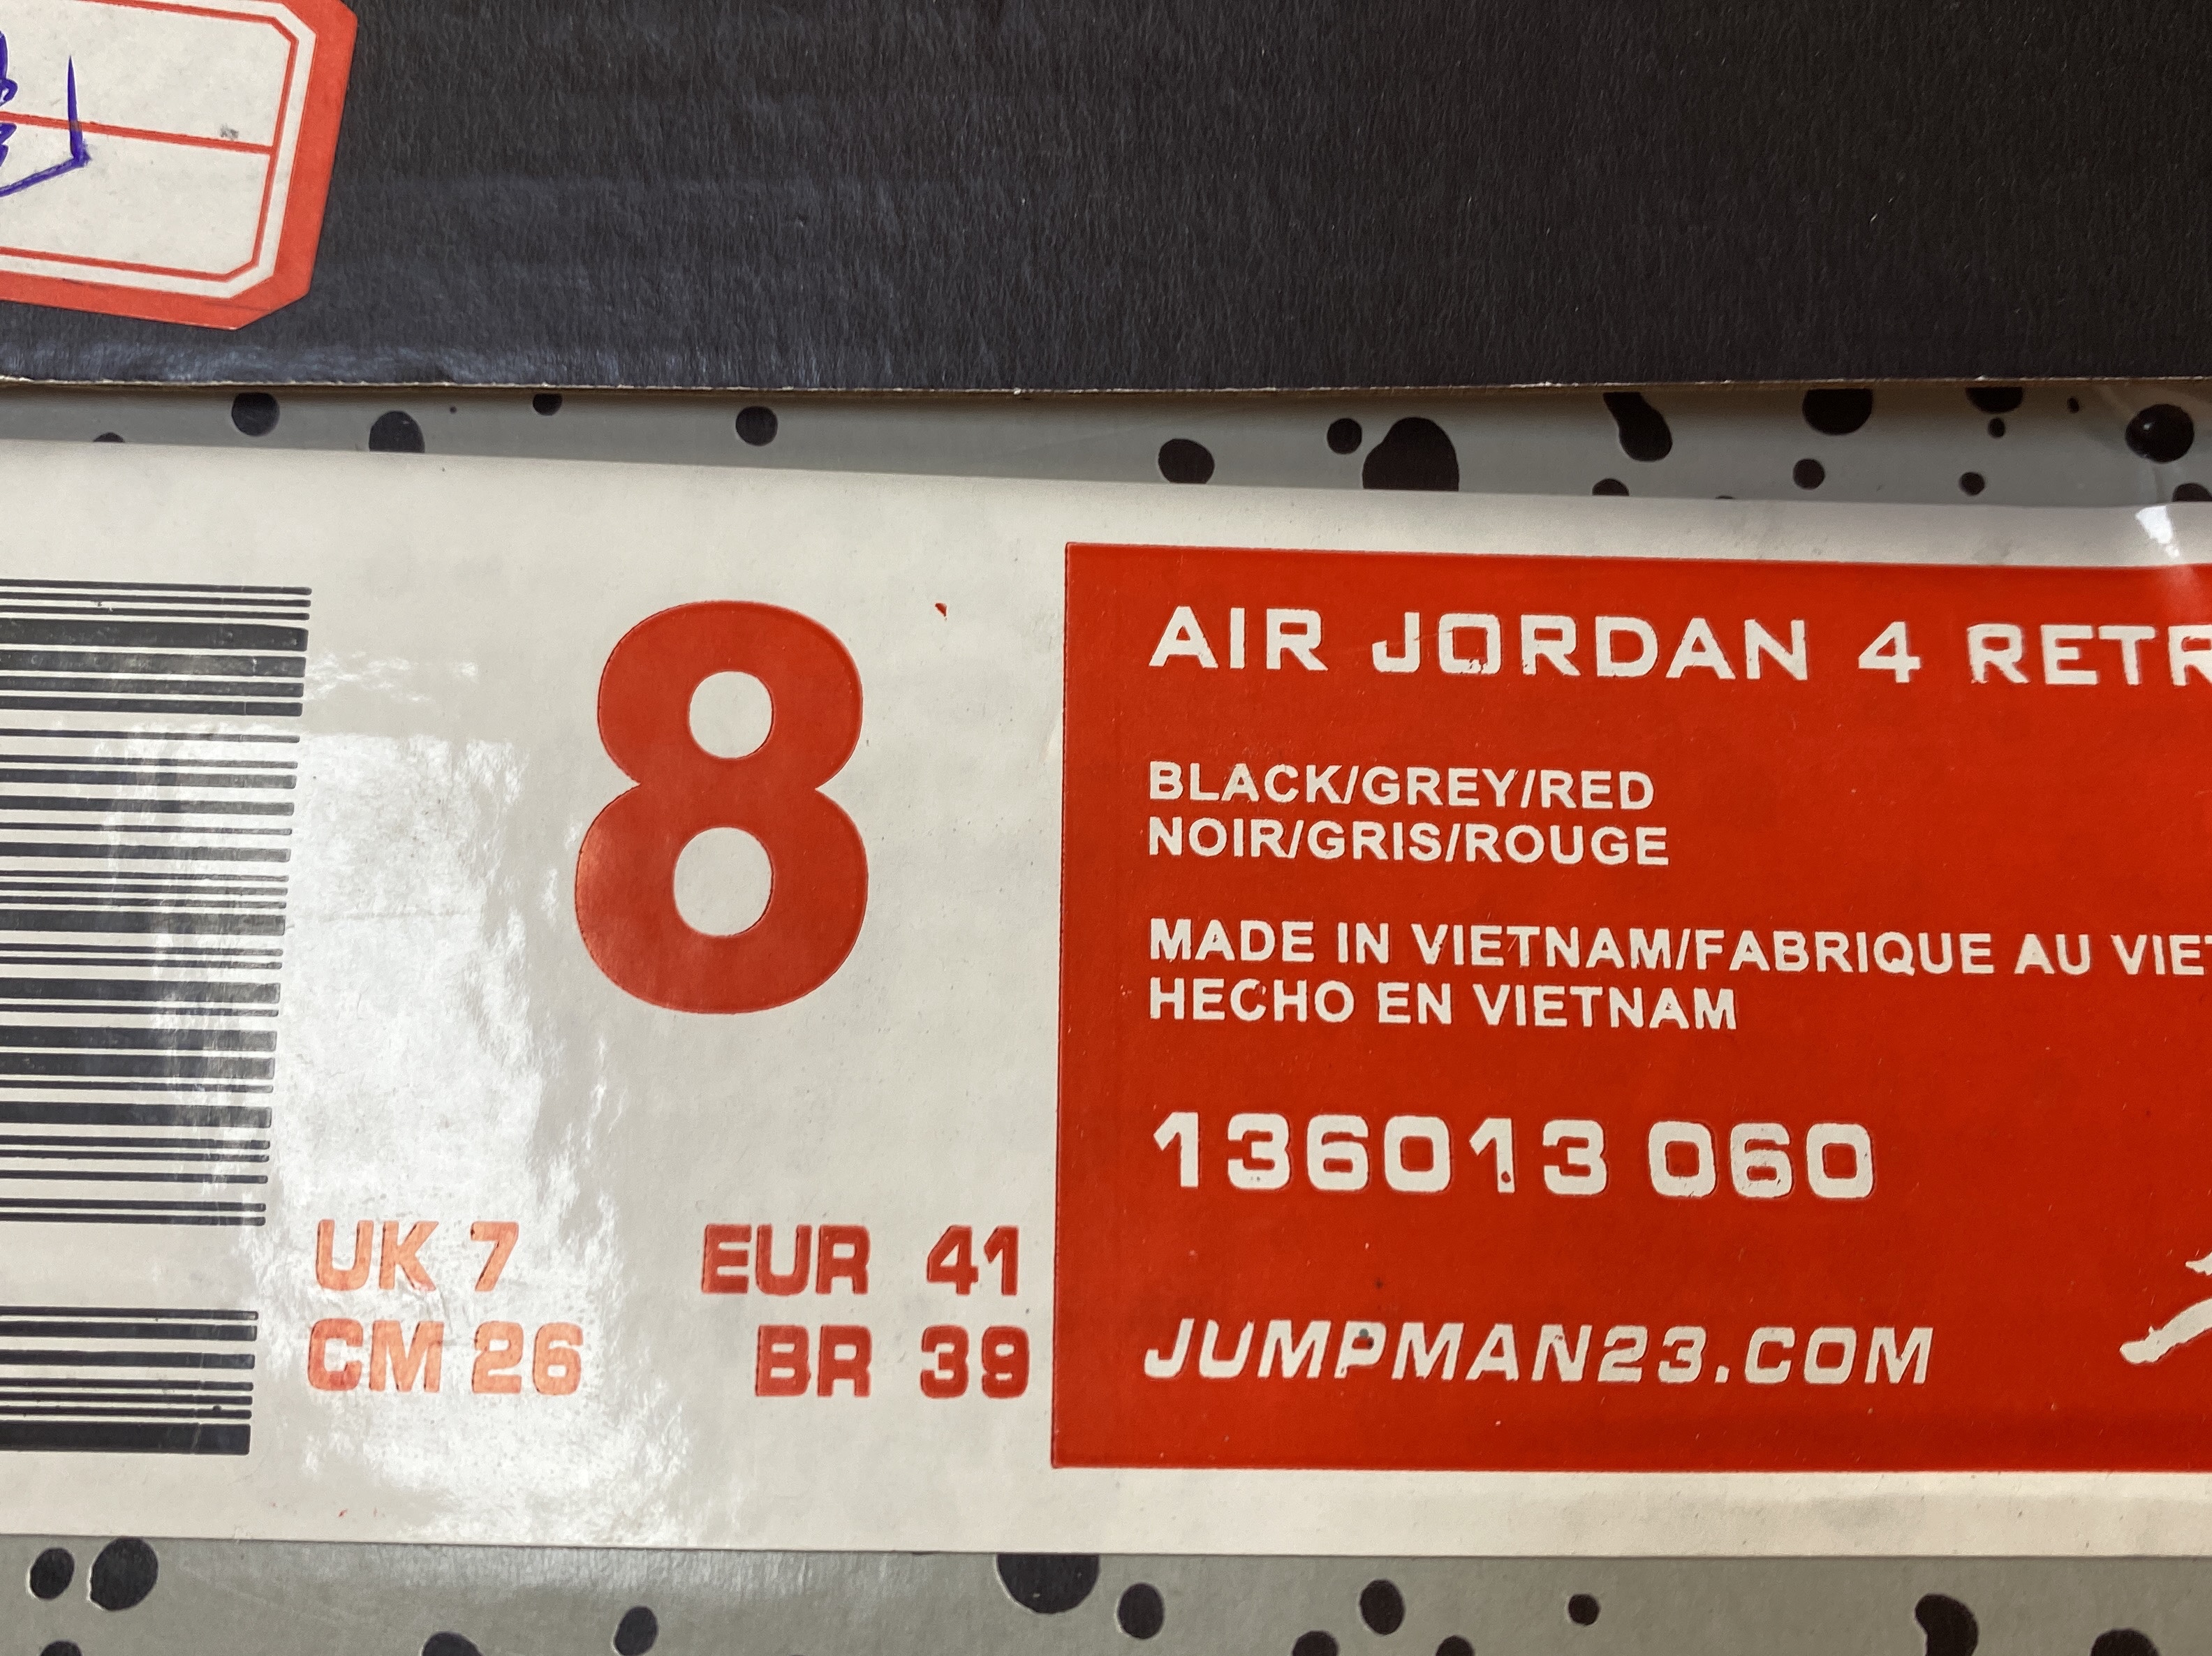 8
UK 7 EUR 41
CM 26 BR 39
AIR JORDAN 4 RETR
BLACK/GREY/RED
NOIR/GRIS/ROUGE
MADE IN VIETNAM/FABRIQUE AU VIET
HECHO EN VIETNAM
136013 060
JUMPMAN23.COM